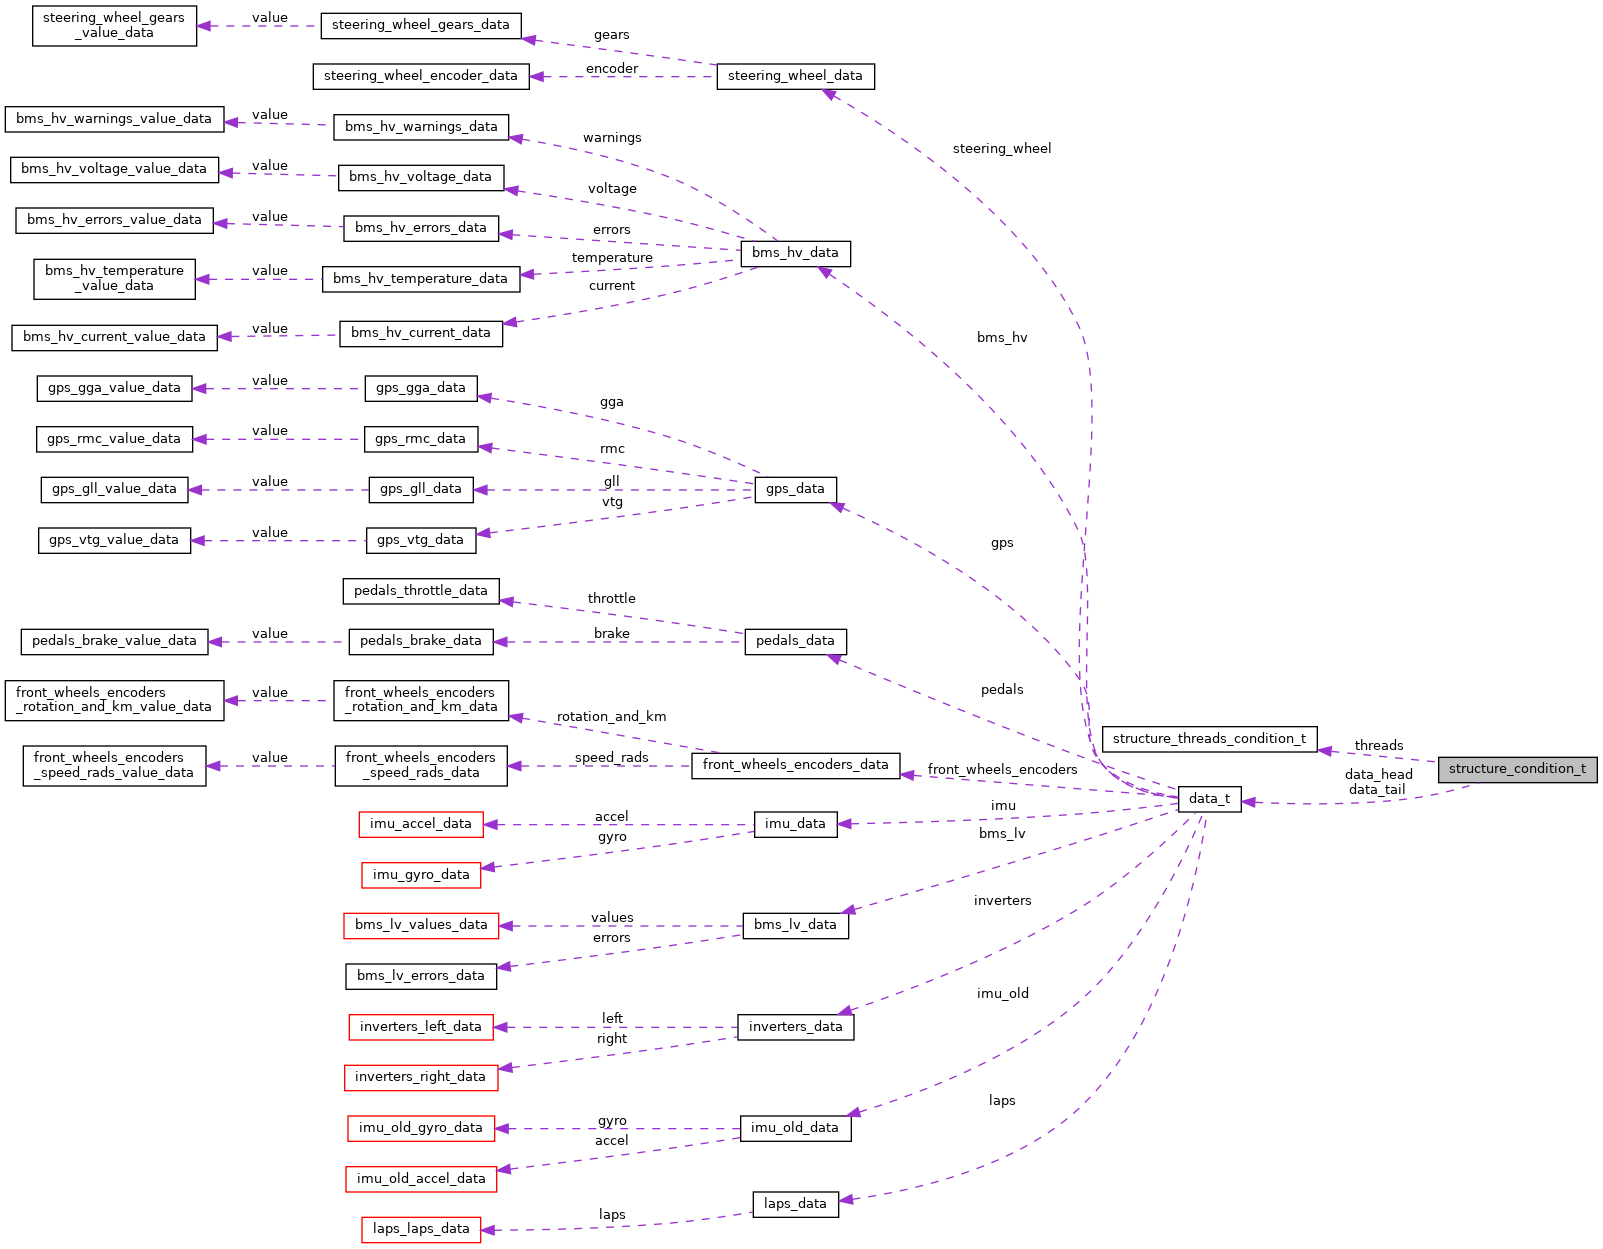 steering_wheel_gears
_value_data
value
steering_wheel_gears_data
gears
steering_wheel_encoder_data
encoder
steering_wheel_data
bms_hv_warnings_value_data
value
bms_hv_warnings_data
warnings
steering_wheel
bms_hv_voltage_value_data
value
bms_hv_voltage_data
voltage
bms_hv_errors_value_data
value
bms_hv_errors_data
errors
bms_hv_data
bms_hv_temperature
_value_data
value
bms_hv_temperature_data
temperature
bms_hv_current_value_data
value
bms_hv_current_data
current
bms_hv
gps_gga_value_data
value
gps_gga_data
gga
gps_rmc_value_data
value
gps_rmc_data
rmc
gps_gll_value_data
value
gps_gll_data
gll
gps_data
gps_vtg_value_data
value
gps_vtg_data
vtg
gps
pedals_throttle_data
throttle
pedals_brake_value_data
value
pedals_brake_data
brake
pedals_data
pedals
front_wheels_encoders
_rotation_and_km_value_data
value
front_wheels_encoders
_rotation_and_km_data
rotation_and_km
front_wheels_encoders
_speed_rads_value_data
value
front_wheels_encoders
_speed_rads_data
speed_rads
front_wheels_encoders_data
front_wheels_encoders
structure_threads_condition_t
threads
structure_condition_t
data_head
data_tail
data_t
imu_accel_data
accel
imu_data
imu
imu_gyro_data
gyro
bms_lv
bms_lv_values_data
values
bms_lv_data
inverters
bms_lv_errors_data
errors
inverters_left_data
left
inverters_data
imu_old
inverters_right_data
right
imu_old_gyro_data
gyro
imu_old_data
laps
imu_old_accel_data
accel
laps_data
laps_laps_data
laps